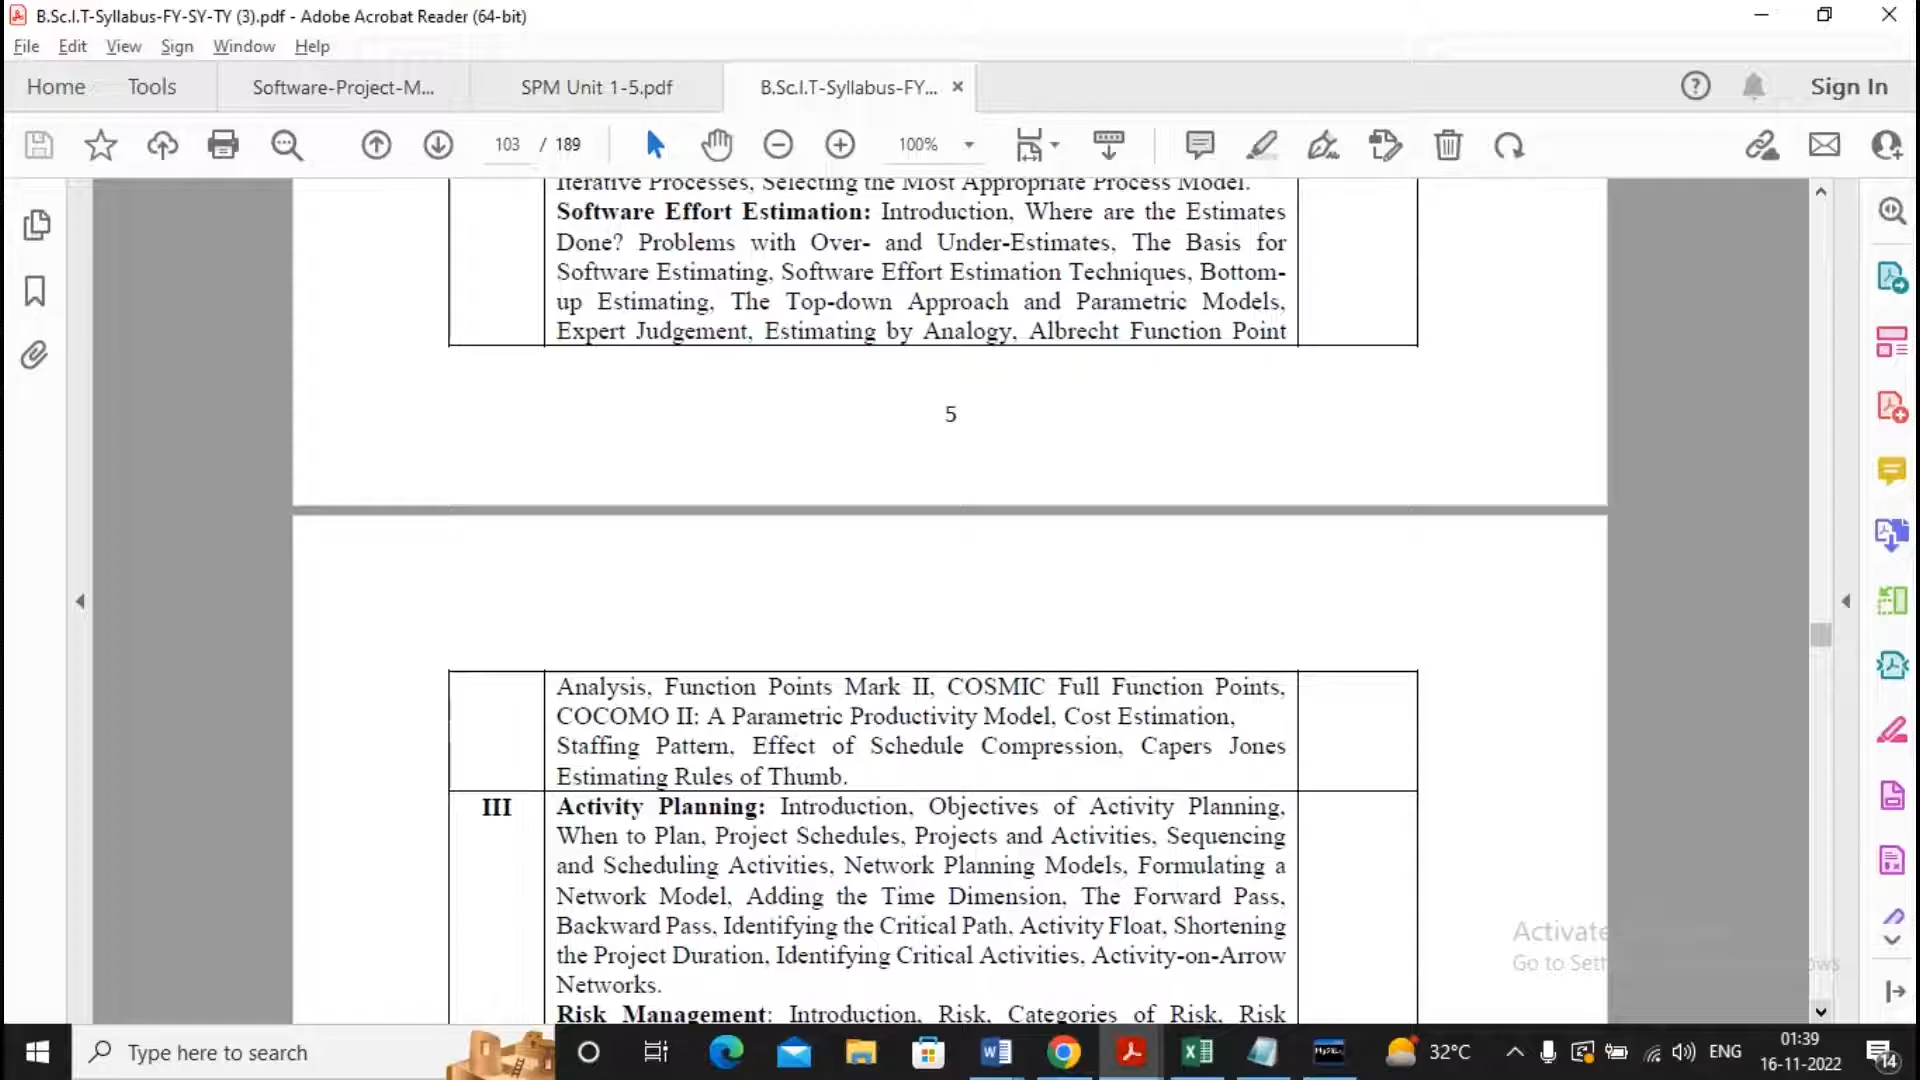 B.Sc.I.T-Syllabus-FY-SY-TY (3).pdf - Adobe Acrobat Reader (64-bit)
File Edit View Sign Window Help
Home Tools Software-Project-M... SPM Unit 1-5.pdf B.Sc.I.T-Syllabus-FY... × Sign In
103 / 189 100%
Iterative Processes, Selecting the Most Appropriate Process Model.
Software Effort Estimation: Introduction, Where are the Estimates
Done? Problems with Over- and Under-Estimates, The Basis for
Software Estimating, Software Effort Estimation Techniques, Bottom-
up Estimating, The Top-down Approach and Parametric Models,
Expert Judgement, Estimating by Analogy, Albrecht Function Point
5
Analysis, Function Points Mark II, COSMIC Full Function Points,
COCOMO II: A Parametric Productivity Model, Cost Estimation,
Staffing Pattern, Effect of Schedule Compression, Capers Jones
Estimating Rules of Thumb.
III Activity Planning: Introduction, Objectives of Activity Planning,
When to Plan, Project Schedules, Projects and Activities, Sequencing
and Scheduling Activities, Network Planning Models, Formulating a
Network Model, Adding the Time Dimension, The Forward Pass,
Backward Pass, Identifying the Critical Path, Activity Float, Shortening
the Project Duration, Identifying Critical Activities, Activity-on-Arrow
Networks.
Risk Management: Introduction, Risk, Categories of Risk, Risk
Activate
Go to Sett
Type here to search 32°C ENG 01:39
16-11-2022 14